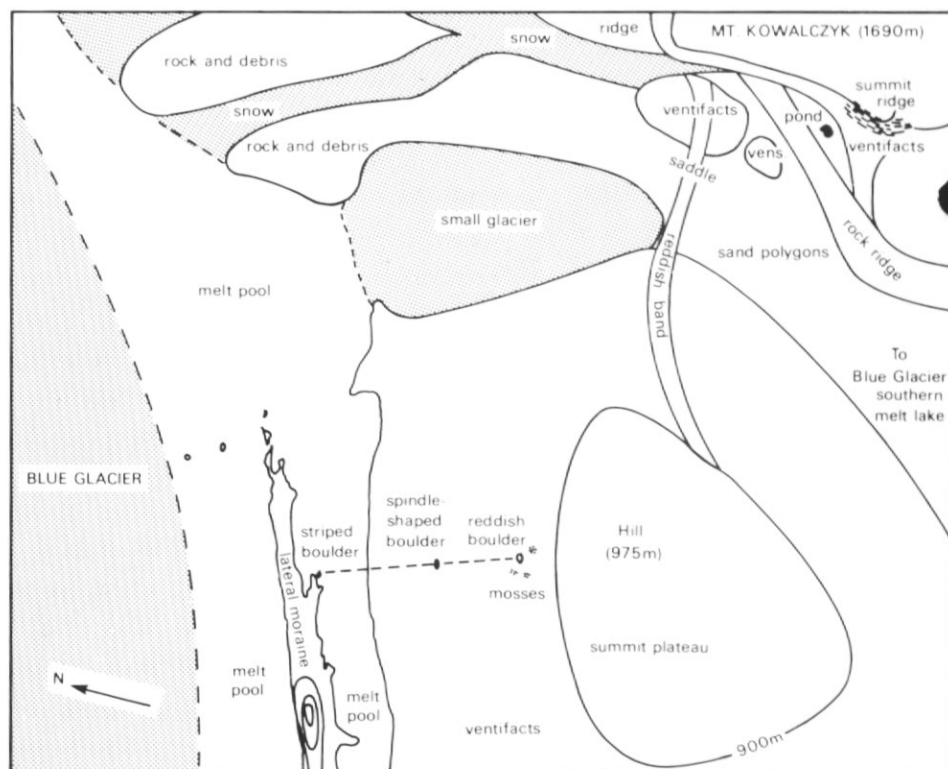 ridge
MT. KOWALCZYK (1690m)
snow
rock and debris
summit
ridge
snow
ventifacts
pond
ventifacts
rock and debris
vens.
saddle
small glacier
reddish band
sand polygons
rock ridge
melt pool
To
Blue Glacier
southern
melt lake
BLUE GLACIER
spindle-
shaped
boulder
striped
boulder
reddish
boulder
Hill
(975m)
lateral moraine
mosses
summit plateau
N
melt
pool
melt
pool
ventifacts
900m